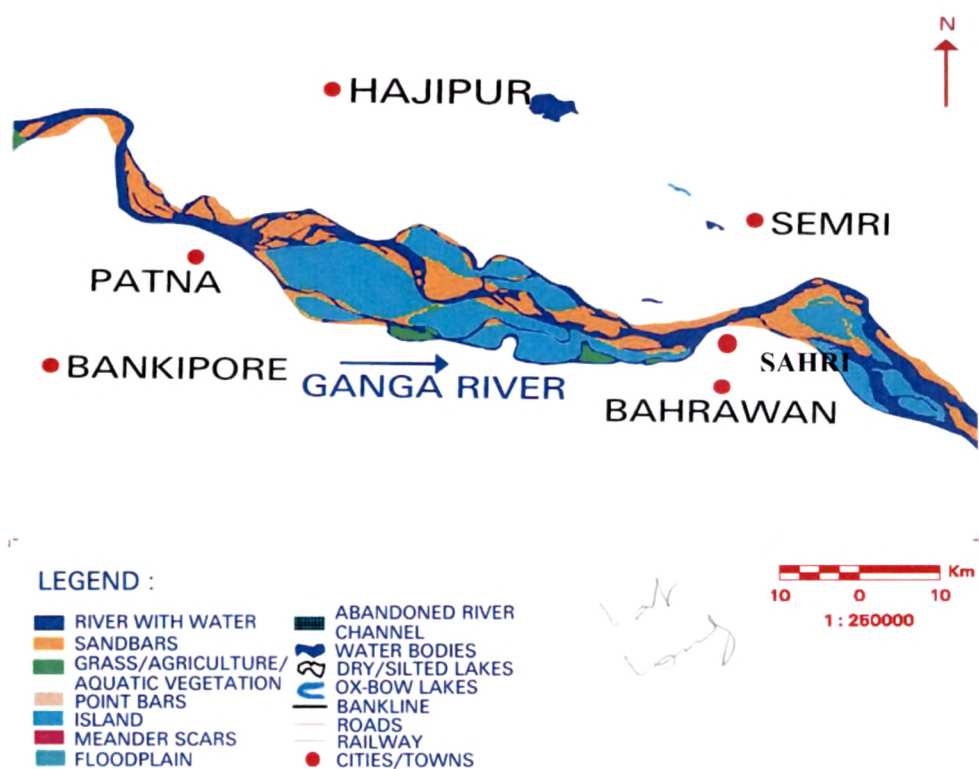 N
HAJIPUR
SEMRI
PATNA
SAHRI
BANKIPORE
GANGA RIVER
BAHRAWAN
LEGEND :
RIVER WITH WATER
SANDBARS
GRASS/AGRICULTURE/
AQUATIC VEGETATION
POINT BARS
ISLAND
MEANDER SCARS
FLOODPLAIN
ABANDONED RIVER
CHANNEL
WATER BODIES
DRY/SILTED LAKES
OX-BOW LAKES
BANKLINE
ROADS
RAILWAY
CITIES/TOWNS
Km
10 0 10
1 : 250000